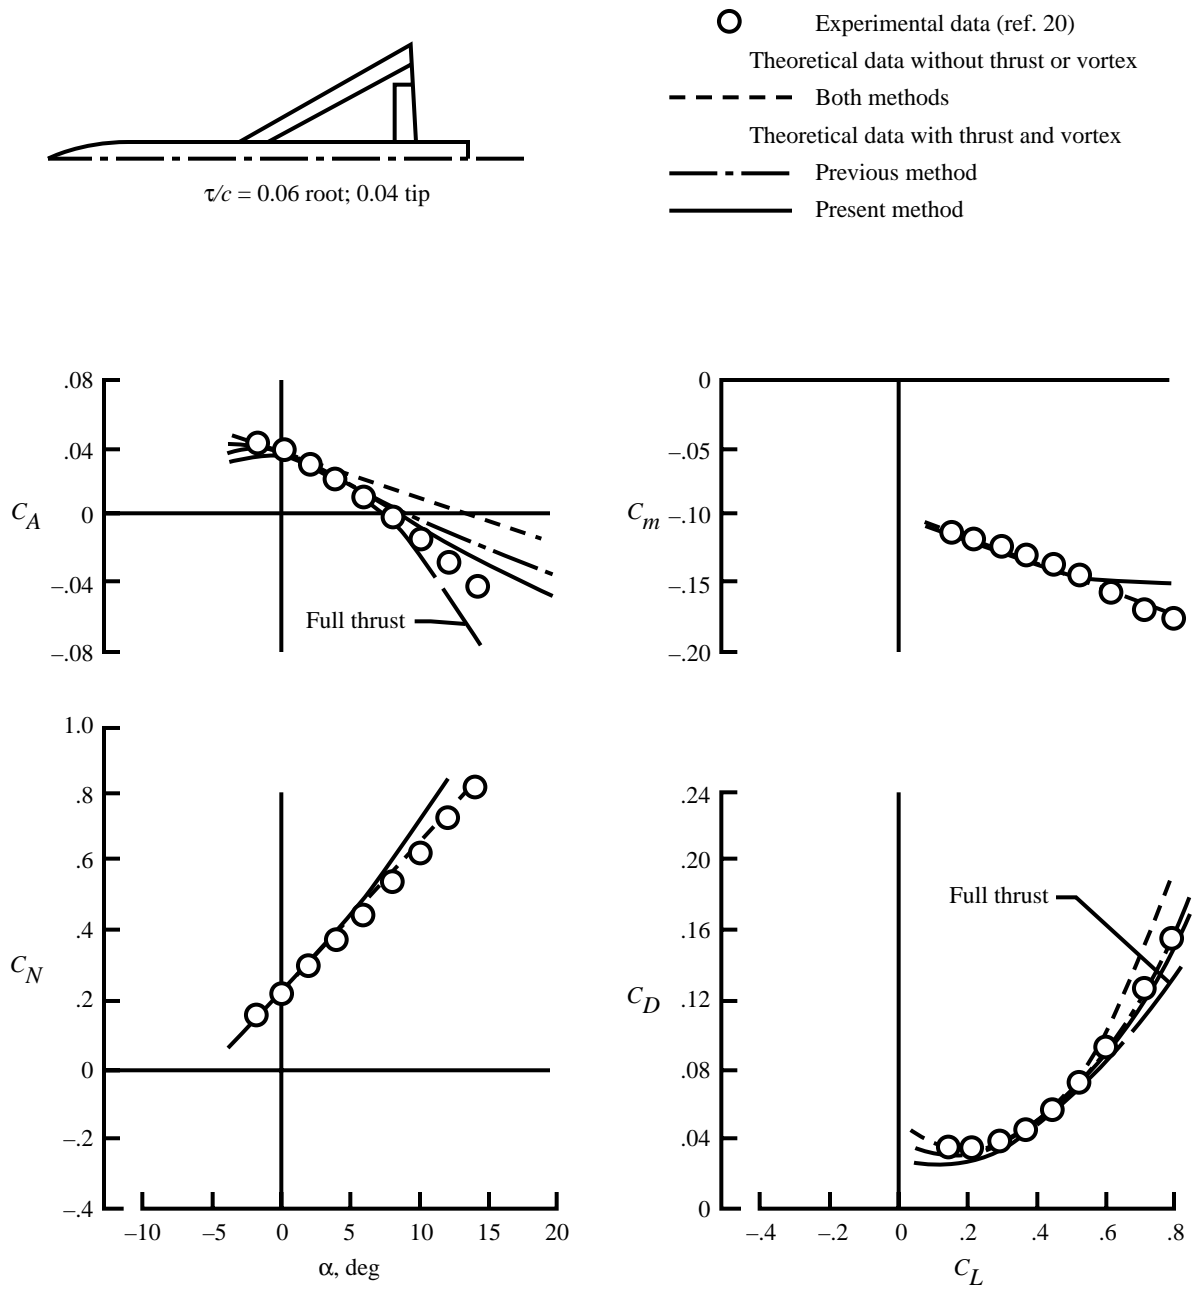 Experimental data (ref. 20)
Theoretical data without thrust or vortex
Both methods
Theoretical data with thrust and vortex
Previous method
Present method
τ/c = 0.06 root; 0.04 tip
.08
.04
0
–.04
–.08
C_A
Full thrust
0
–.05
–.10
–.15
–.20
C_m
1.0
.8
.6
.4
.2
0
–.2
–.4
C_N
–10 –5 0 5 10 15 20
α, deg
.24
.20
.16
.12
.08
.04
0
C_D
Full thrust
–.4 –.2 0 .2 .4 .6 .8
C_L